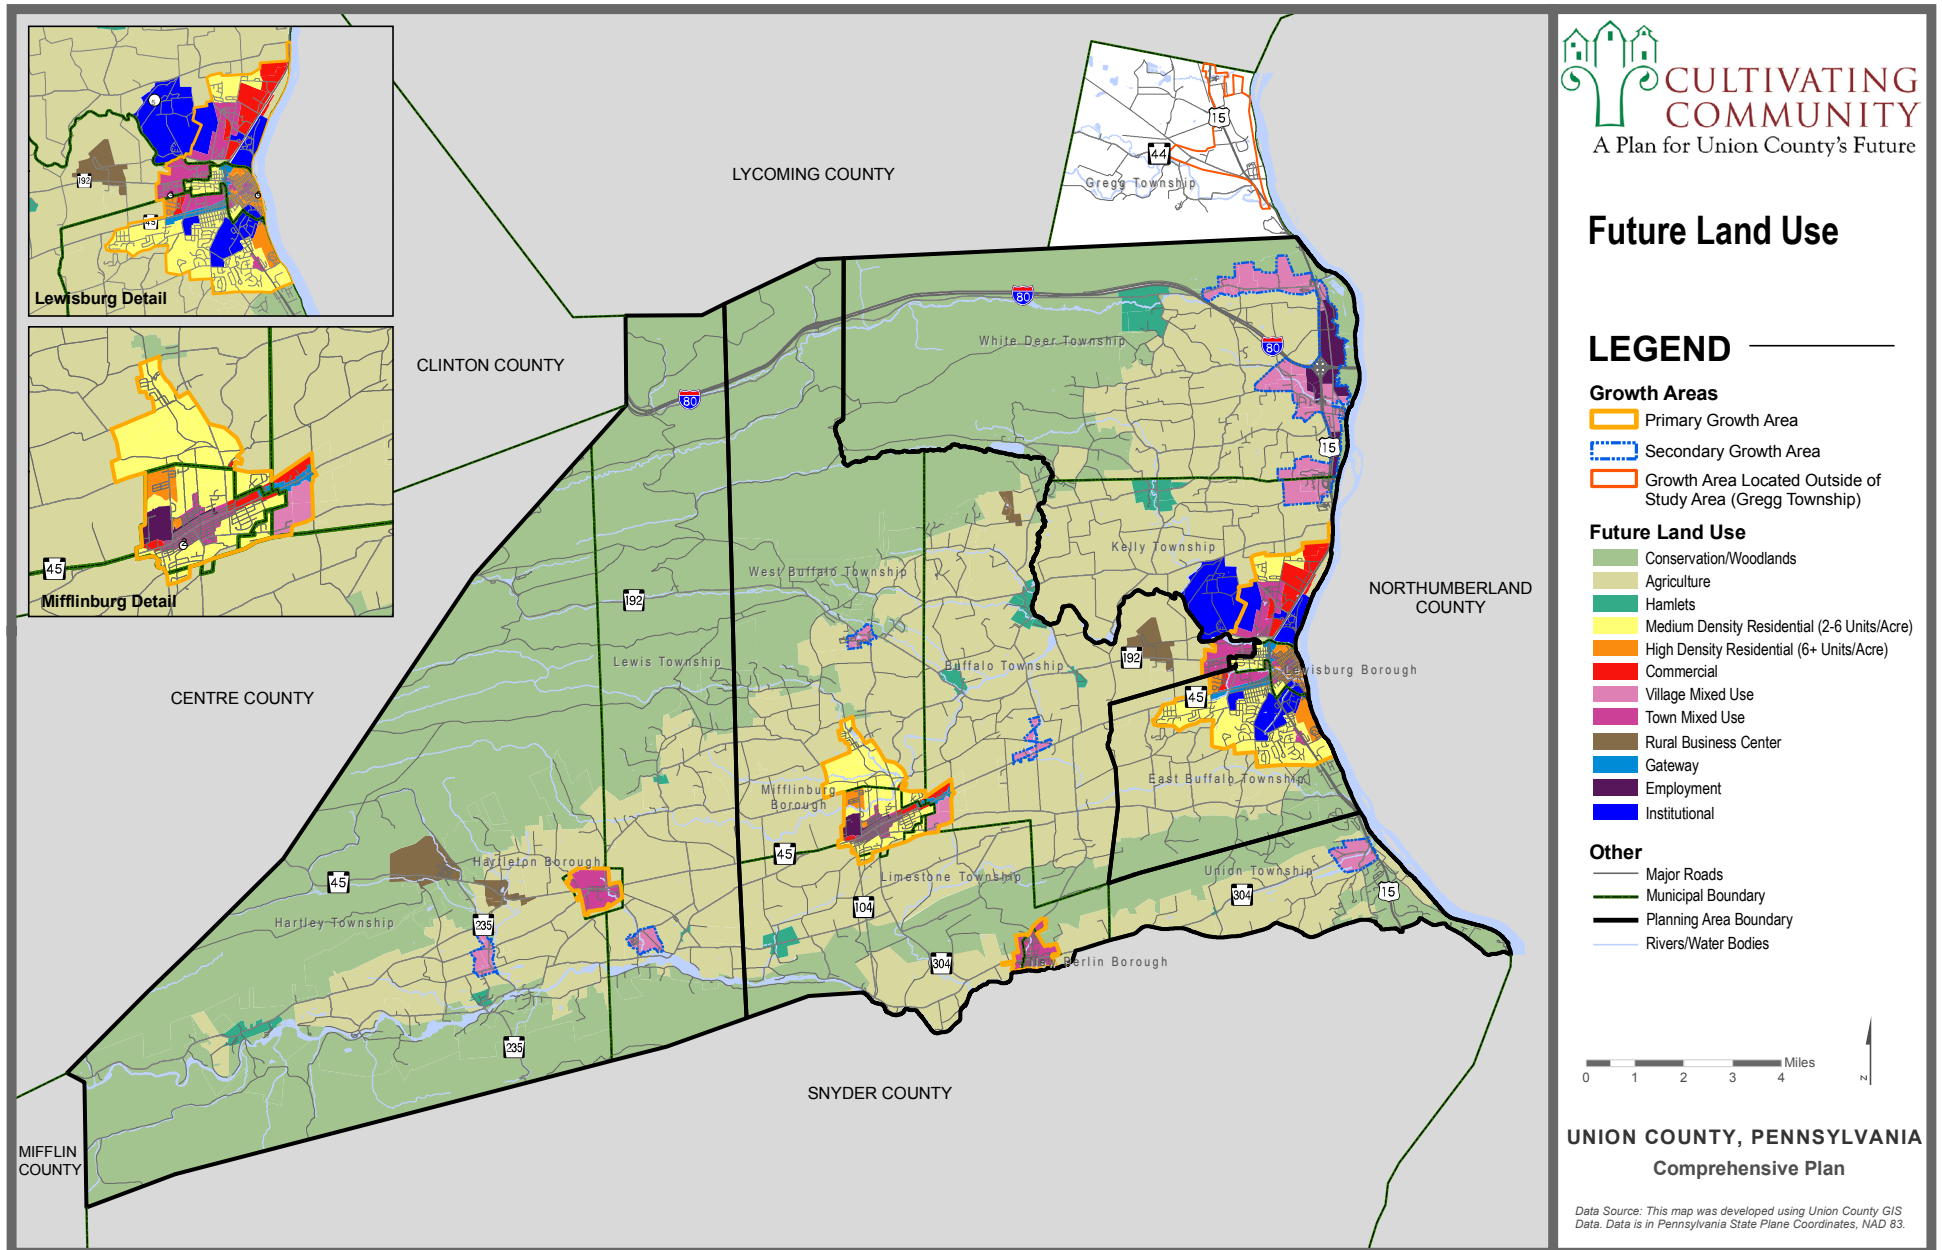 Lewisburg Detail
192
45
Mifflinburg Detail
45
LYCOMING COUNTY
CLINTON COUNTY
CENTRE COUNTY
MIFFLIN
COUNTY
SNYDER COUNTY
NORTHUMBERLAND
COUNTY
15
44
Gregg Township
80
80
80
White Deer Township
15
Kelly Township
West Buffalo Township
192
Lewis Township
Buffalo Township
192
Lewisburg Borough
45
East Buffalo Township
Mifflinburg
Borough
45
Hartleton Borough
45
Limestone Township
Union Township
304
15
104
Hartley Township
235
304
New Berlin Borough
235
CULTIVATING
COMMUNITY
A Plan for Union County's Future
Future Land Use
LEGEND
Growth Areas
Primary Growth Area
Secondary Growth Area
Growth Area Located Outside of
Study Area (Gregg Township)
Future Land Use
Conservation/Woodlands
Agriculture
Hamlets
Medium Density Residential (2-6 Units/Acre)
High Density Residential (6+ Units/Acre)
Commercial
Village Mixed Use
Town Mixed Use
Rural Business Center
Gateway
Employment
Institutional
Other
Major Roads
Municipal Boundary
Planning Area Boundary
Rivers/Water Bodies
Miles
0 1 2 3 4
N
UNION COUNTY, PENNSYLVANIA
Comprehensive Plan
Data Source: This map was developed using Union County GIS
Data. Data is in Pennsylvania State Plane Coordinates, NAD 83.